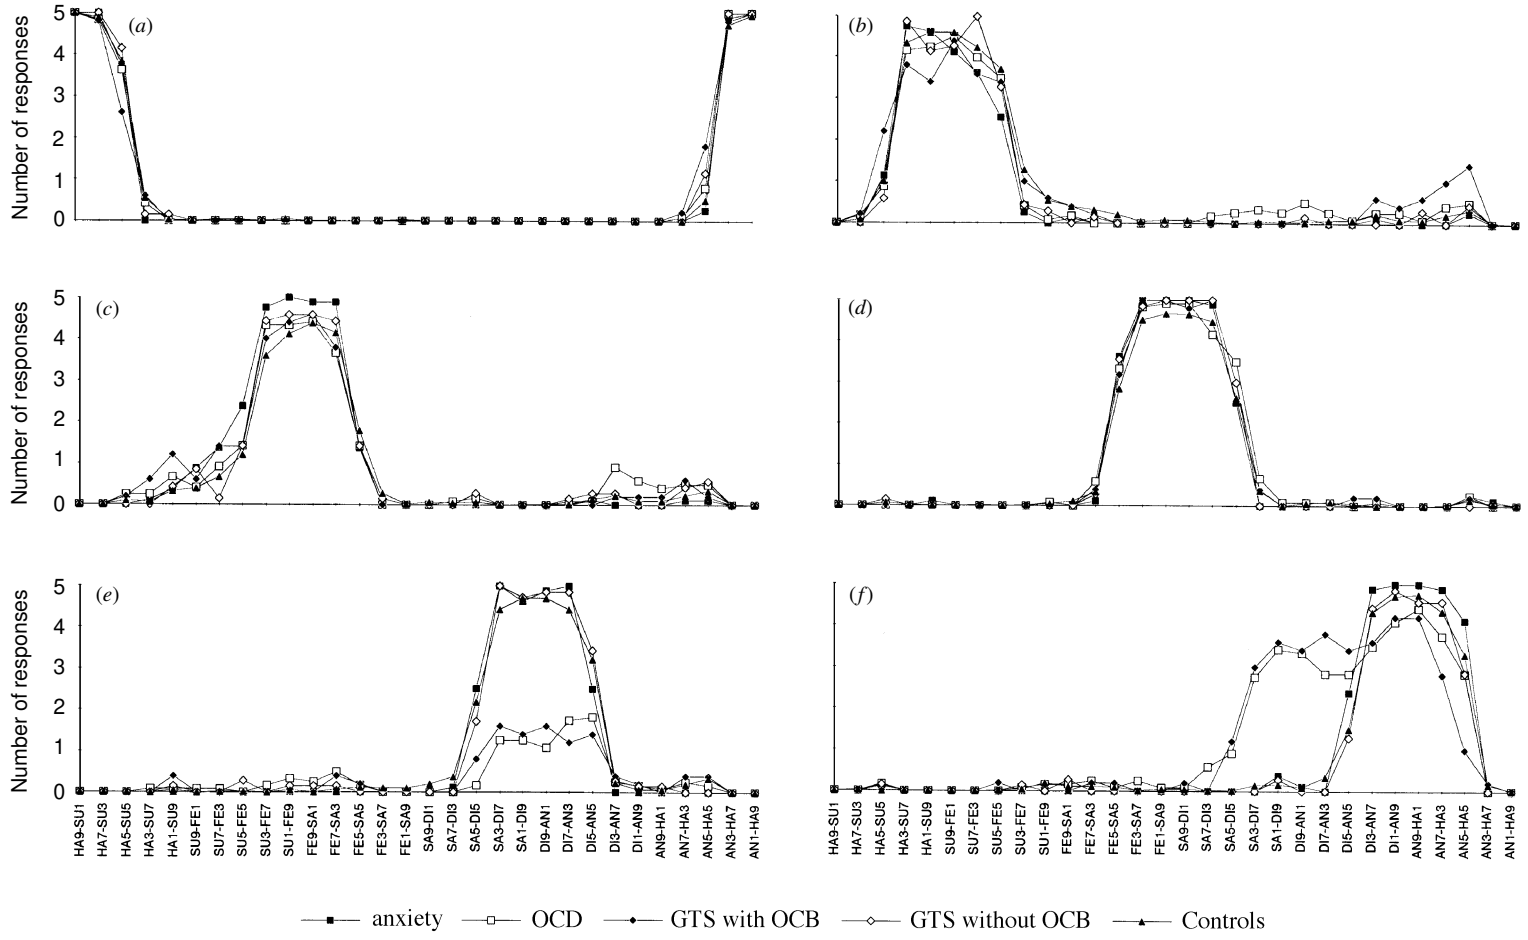 (a)
(b)
Number of responses
5
4
3
2
1
0
(c)
(d)
Number of responses
5
4
3
2
1
0
(e)
(f)
Number of responses
5
4
3
2
1
0
HA9-SU1
HA7-SU3
HA5-SU5
HA3-SU7
HA1-SU9
SU9-FE1
SU7-FE3
SU5-FE5
SU3-FE7
SU1-FE9
FE9-SA1
FE7-SA3
FE5-SA5
FE3-SA7
FE1-SA9
SA9-DI1
SA7-DI3
SA5-DI5
SA3-DI7
SA1-DI9
DI9-AN1
DI7-AN3
DI5-AN5
DI3-AN7
DI1-AN9
AN9-HA1
AN7-HA3
AN5-HA5
AN3-HA7
AN1-HA9
HA9-SU1
HA7-SU3
HA5-SU5
HA3-SU7
HA1-SU9
SU9-FE1
SU7-FE3
SU5-FE5
SU3-FE7
SU1-FE9
FE9-SA1
FE7-SA3
FE5-SA5
FE3-SA7
FE1-SA9
SA9-DI1
SA7-DI3
SA5-DI5
SA3-DI7
SA1-DI9
DI9-AN1
DI7-AN3
DI5-AN5
DI3-AN7
DI1-AN9
AN9-HA1
AN7-HA3
AN5-HA5
AN3-HA7
AN1-HA9
anxiety OCD GTS with OCB GTS without OCB Controls